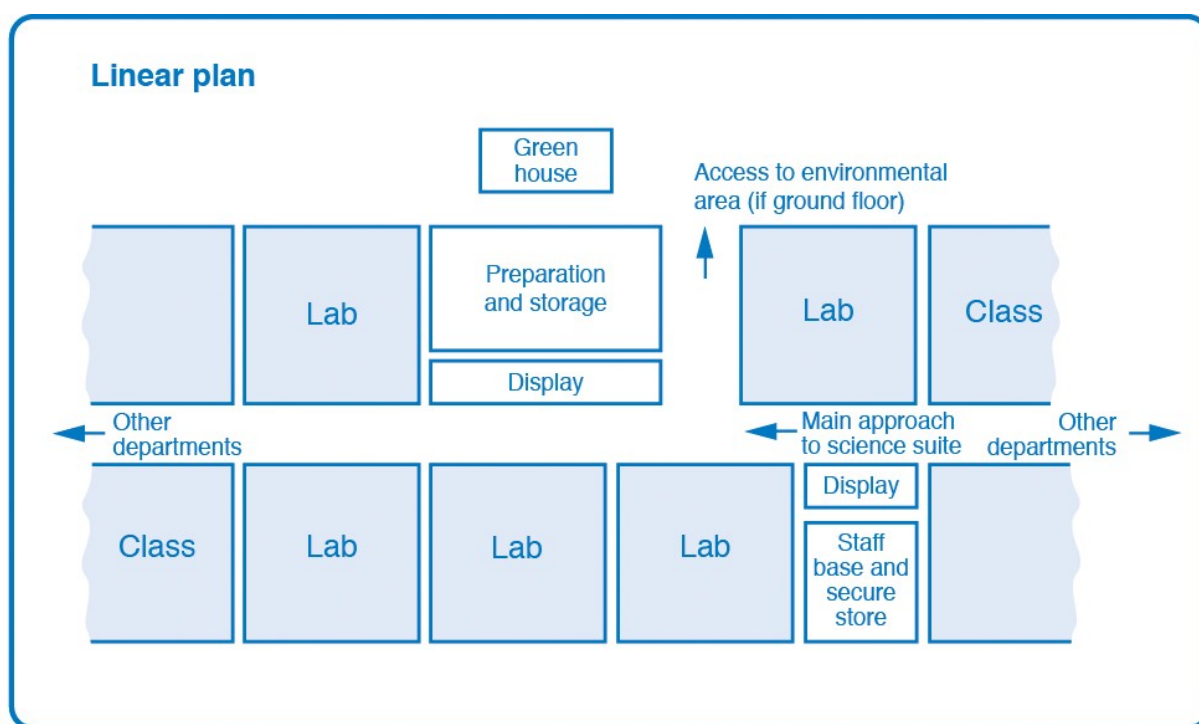 Linear plan
Green
house
Access to environmental
area (if ground floor)
Lab
Preparation
and storage
Display
Lab
Class
Other
departments
Main approach
to science suite
Other
departments
Class
Lab
Lab
Lab
Display
Staff
base and
secure
store